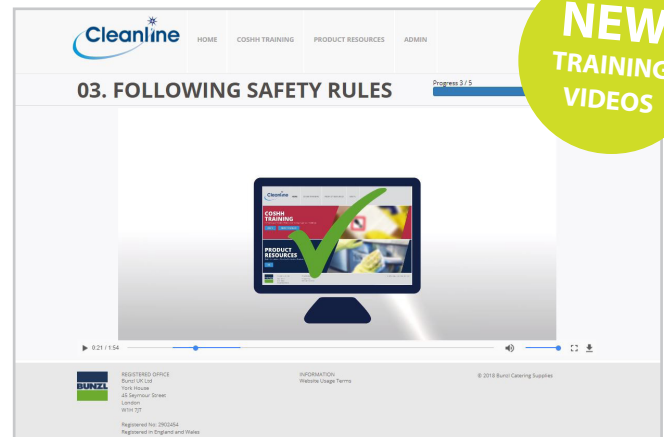 NEW
TRAINING
VIDEOS
Cleanline
HOME
COSHH TRAINING
PRODUCT RESOURCES
ADMIN
03. FOLLOWING SAFETY RULES
Progress 3 / 5
Cleanline
COSHH
TRAINING
PRODUCT
RESOURCES
0:21 / 1:54
BUNZL
REGISTERED OFFICE
Bunzl UK Ltd
York House
45 Seymour Street
London
W1H 7JT
Registered No: 2902454
Registered in England and Wales
INFORMATION
Website Usage Terms
© 2018 Bunzl Catering Supplies